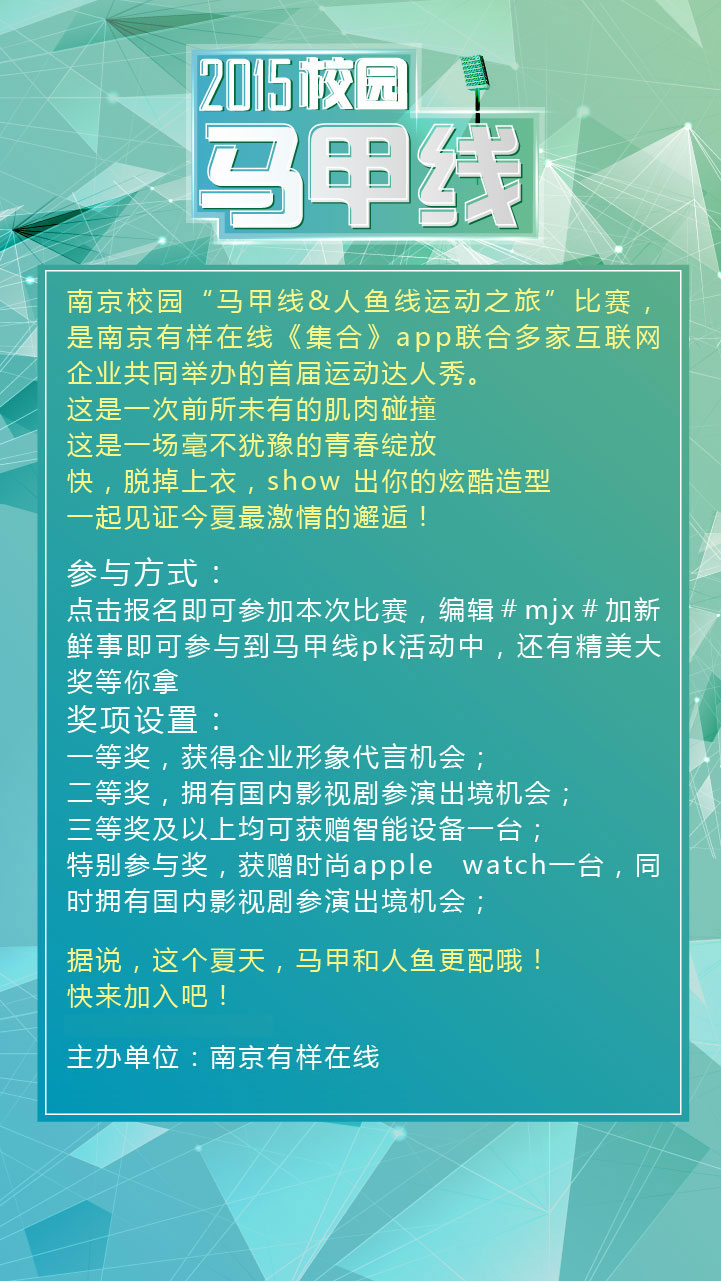 2015校园
马甲线
南京校园“马甲线&人鱼线运动之旅”比赛，
是南京有样在线《集合》app联合多家互联网
企业共同举办的首届运动达人秀。
这是一次前所未有的肌肉碰撞
这是一场毫不犹豫的青春绽放
快，脱掉上衣，show 出你的炫酷造型
一起见证今夏最激情的邂逅！
参与方式：
点击报名即可参加本次比赛，编辑＃mjx＃加新
鲜事即可参与到马甲线pk活动中，还有精美大
奖等你拿
奖项设置：
一等奖，获得企业形象代言机会；
二等奖，拥有国内影视剧参演出境机会；
三等奖及以上均可获赠智能设备一台；
特别参与奖，获赠时尚apple watch一台，同
时拥有国内影视剧参演出境机会；
据说，这个夏天，马甲和人鱼更配哦！
快来加入吧！
主办单位：南京有样在线